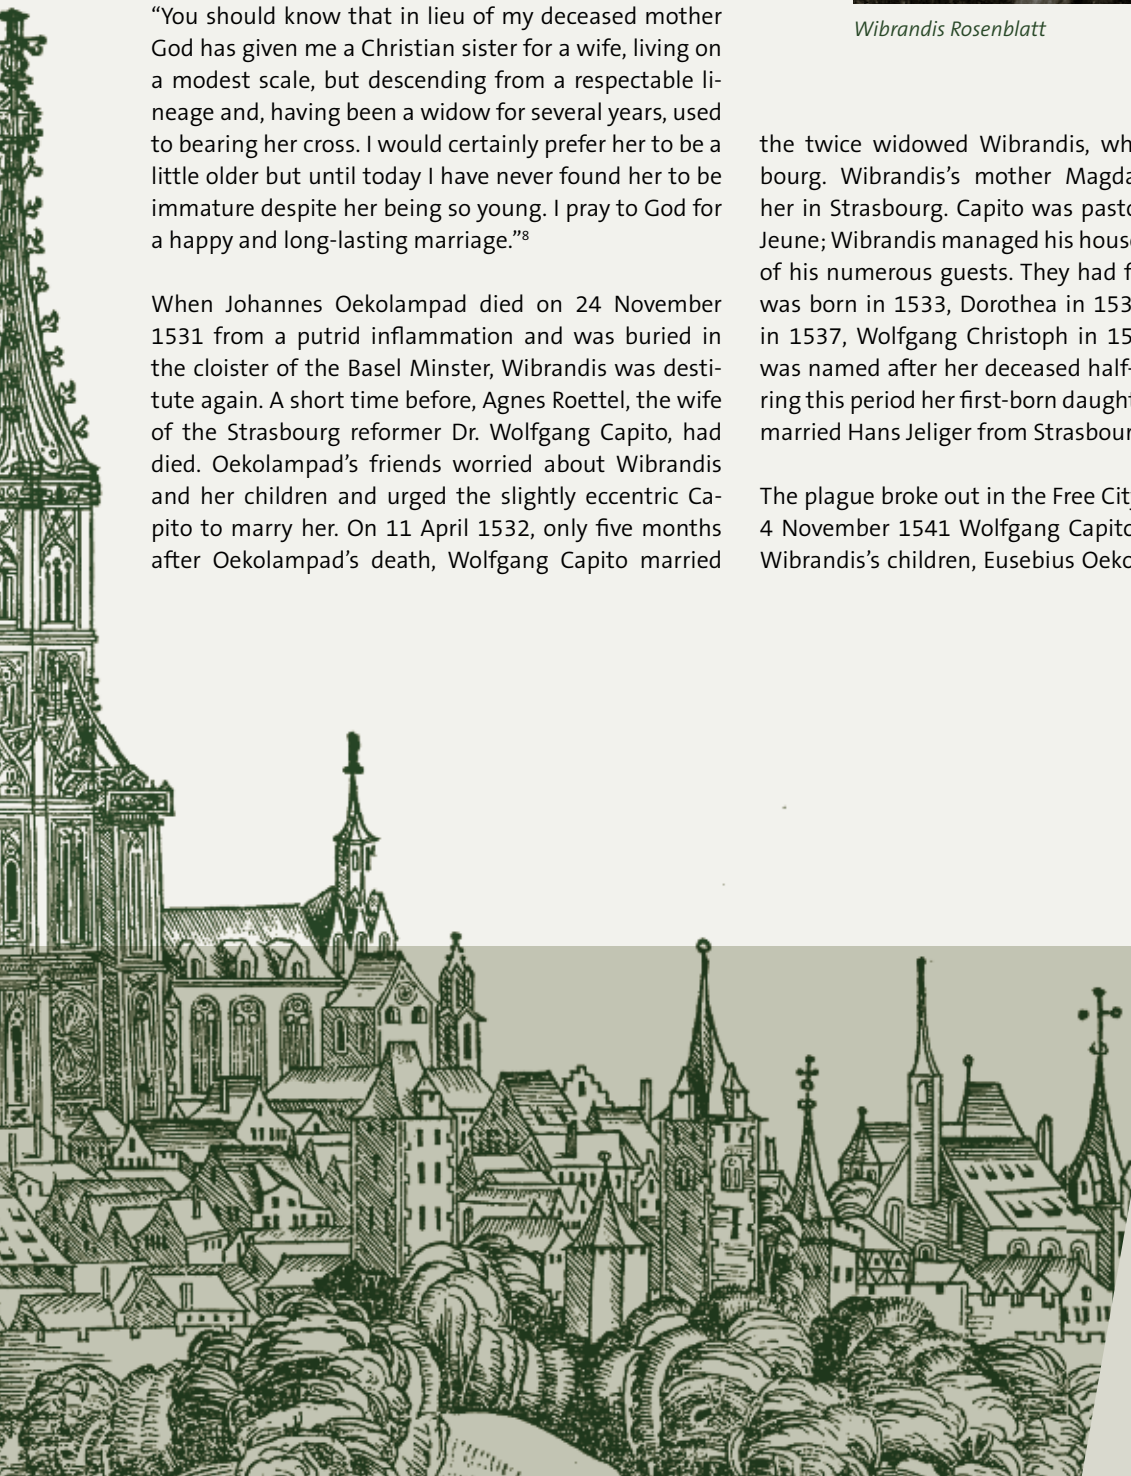 “You should know that in lieu of my deceased mother
God has given me a Christian sister for a wife, living on
a modest scale, but descending from a respectable li-
neage and, having been a widow for several years, used
to bearing her cross. I would certainly prefer her to be a
little older but until today I have never found her to be
immature despite her being so young. I pray to God for
a happy and long-lasting marriage.”⁸
When Johannes Oekolampad died on 24 November
1531 from a putrid inflammation and was buried in
the cloister of the Basel Minster, Wibrandis was desti-
tute again. A short time before, Agnes Roettel, the wife
of the Strasbourg reformer Dr. Wolfgang Capito, had
died. Oekolampad’s friends worried about Wibrandis
and her children and urged the slightly eccentric Ca-
pito to marry her. On 11 April 1532, only five months
after Oekolampad’s death, Wolfgang Capito married
Wibrandis Rosenblatt
the twice widowed Wibrandis,
bourg. Wibrandis’s mother
her in Strasbourg. Capito was
Jeune; Wibrandis managed his
of his numerous guests. They had
was born in 1533, Dorothea in
in 1537, Wolfgang Christoph in
was named after her deceased
ring this period her first-born
married Hans Jeliger from
The plague broke out in the Free
4 November 1541 Wolfgang Capito
Wibrandis’s children, Eusebius